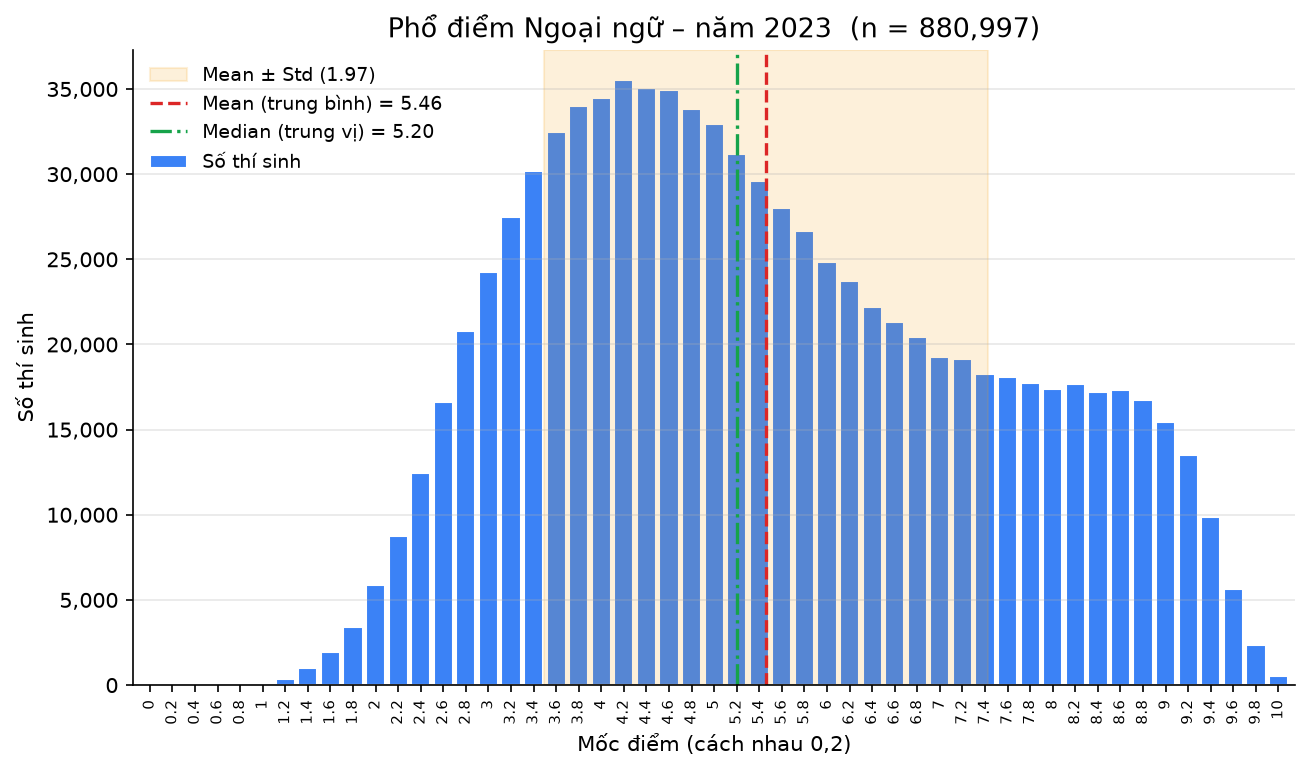 Phổ điểm Ngoại ngữ – năm 2023 (n = 880,997)
Mean ± Std (1.97)
Mean (trung bình) = 5.46
Median (trung vị) = 5.20
Số thí sinh
Số thí sinh
35,000
30,000
25,000
20,000
15,000
10,000
5,000
0
0 0.2 0.4 0.6 0.8 1 1.2 1.4 1.6 1.8 2 2.2 2.4 2.6 2.8 3 3.2 3.4 3.6 3.8 4 4.2 4.4 4.6 4.8 5 5.2 5.4 5.6 5.8 6 6.2 6.4 6.6 6.8 7 7.2 7.4 7.6 7.8 8 8.2 8.4 8.6 8.8 9 9.2 9.4 9.6 9.8 10
Mốc điểm (cách nhau 0,2)